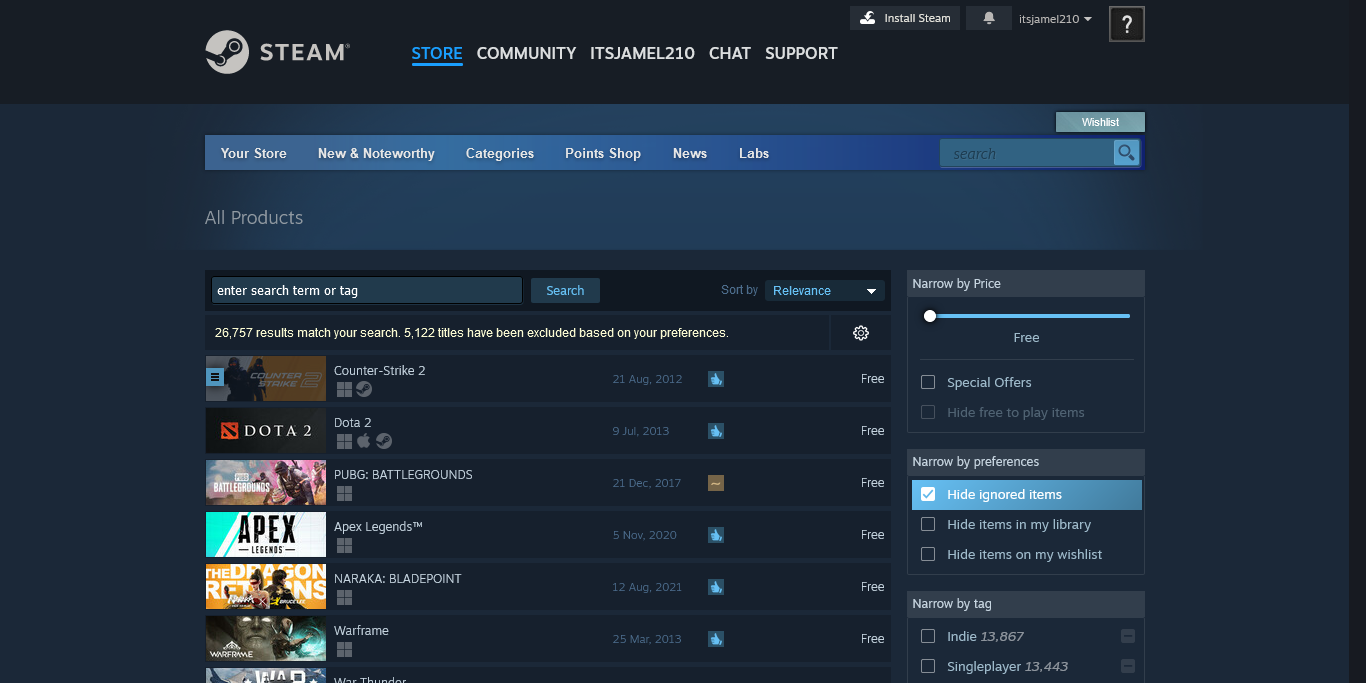 Install Steam
itsjamel210
?
STEAM®
STORE COMMUNITY ITSJAMEL210 CHAT SUPPORT
Wishlist
Your Store New & Noteworthy Categories Points Shop News Labs
search
All Products
enter search term or tag
Search
Sort by Relevance
26,757 results match your search. 5,122 titles have been excluded based on your preferences.
COUNTER STRIKE 2
Counter-Strike 2
21 Aug, 2012
Free
DOTA 2
Dota 2
9 Jul, 2013
Free
PUBG
BATTLEGROUNDS
PUBG: BATTLEGROUNDS
21 Dec, 2017
Free
APEX
LEGENDS
Apex Legends™
5 Nov, 2020
Free
THE DRAGON
RETURNS
BRUCE LEE
NARAKA: BLADEPOINT
12 Aug, 2021
Free
WARFRAME
Warframe
25 Mar, 2013
Free
WAR
War Thunder
Narrow by Price
Free
Special Offers
Hide free to play items
Narrow by preferences
Hide ignored items
Hide items in my library
Hide items on my wishlist
Narrow by tag
Indie 13,867
Singleplayer 13,443